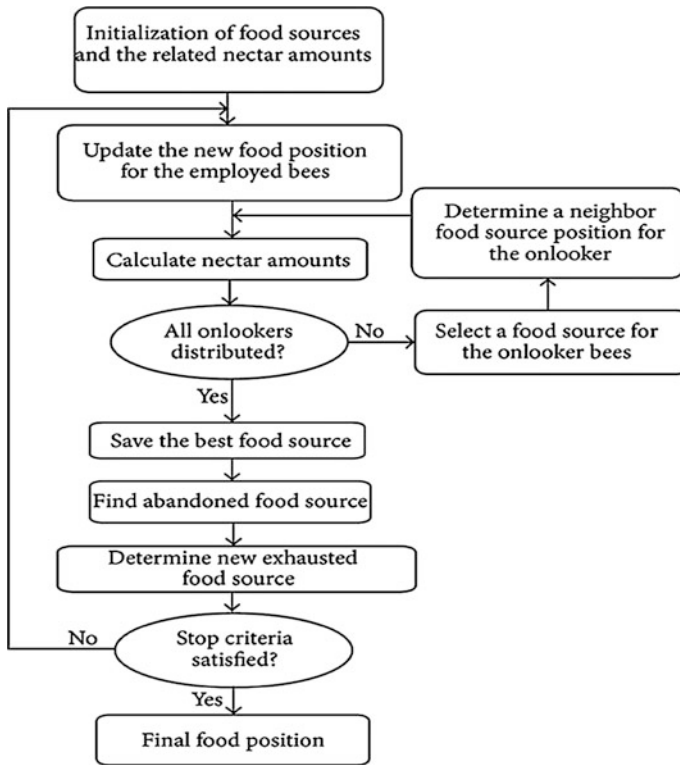 Initialization of food sources
and the related nectar amounts
Update the new food position
for the employed bees
Determine a neighbor
food source position for
the onlooker
Calculate nectar amounts
All onlookers
distributed?
No
Select a food source for
the onlooker bees
Yes
Save the best food source
Find abandoned food source
Determine new exhausted
food source
No
Stop criteria
satisfied?
Yes
Final food position